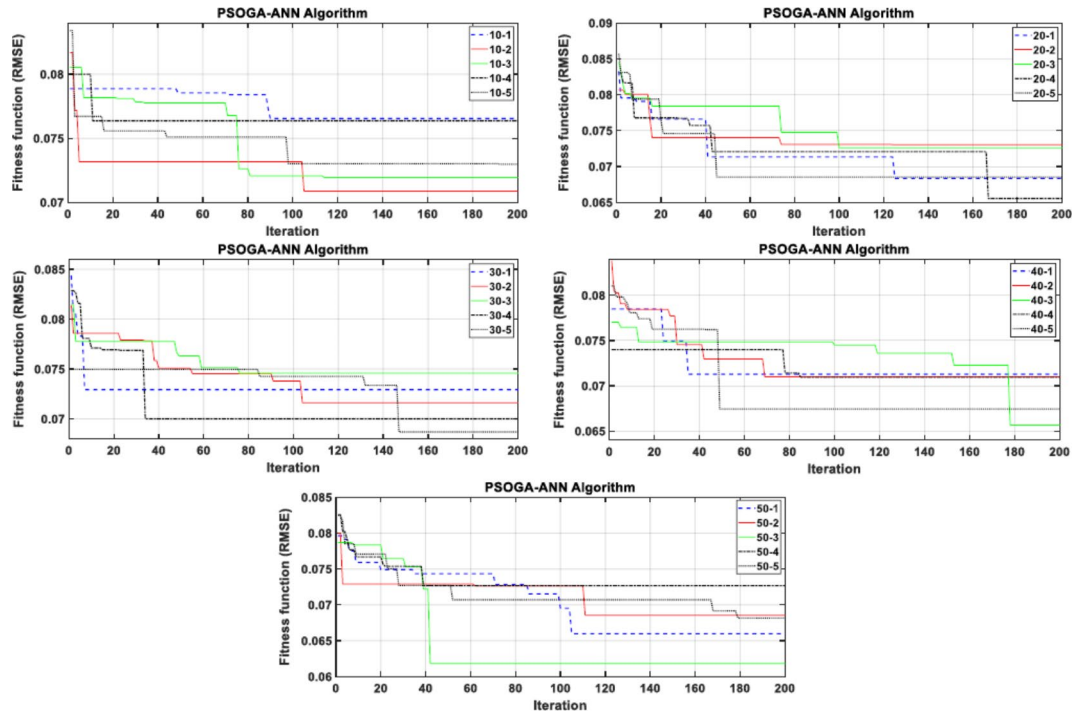 PSOGA-ANN Algorithm
Fitness function (RMSE)
0.08
0.075
0.07
0 20 40 60 80 100 120 140 160 180 200
Iteration
10-1
10-2
10-3
10-4
10-5
PSOGA-ANN Algorithm
Fitness function (RMSE)
0.09
0.085
0.08
0.075
0.07
0.065
0 20 40 60 80 100 120 140 160 180 200
Iteration
20-1
20-2
20-3
20-4
20-5
PSOGA-ANN Algorithm
Fitness function (RMSE)
0.085
0.08
0.075
0.07
0 20 40 60 80 100 120 140 160 180 200
Iteration
30-1
30-2
30-3
30-4
30-5
PSOGA-ANN Algorithm
Fitness function (RMSE)
0.08
0.075
0.07
0.065
0 20 40 60 80 100 120 140 160 180 200
Iteration
40-1
40-2
40-3
40-4
40-5
PSOGA-ANN Algorithm
Fitness function (RMSE)
0.085
0.08
0.075
0.07
0.065
0.06
0 20 40 60 80 100 120 140 160 180 200
Iteration
50-1
50-2
50-3
50-4
50-5